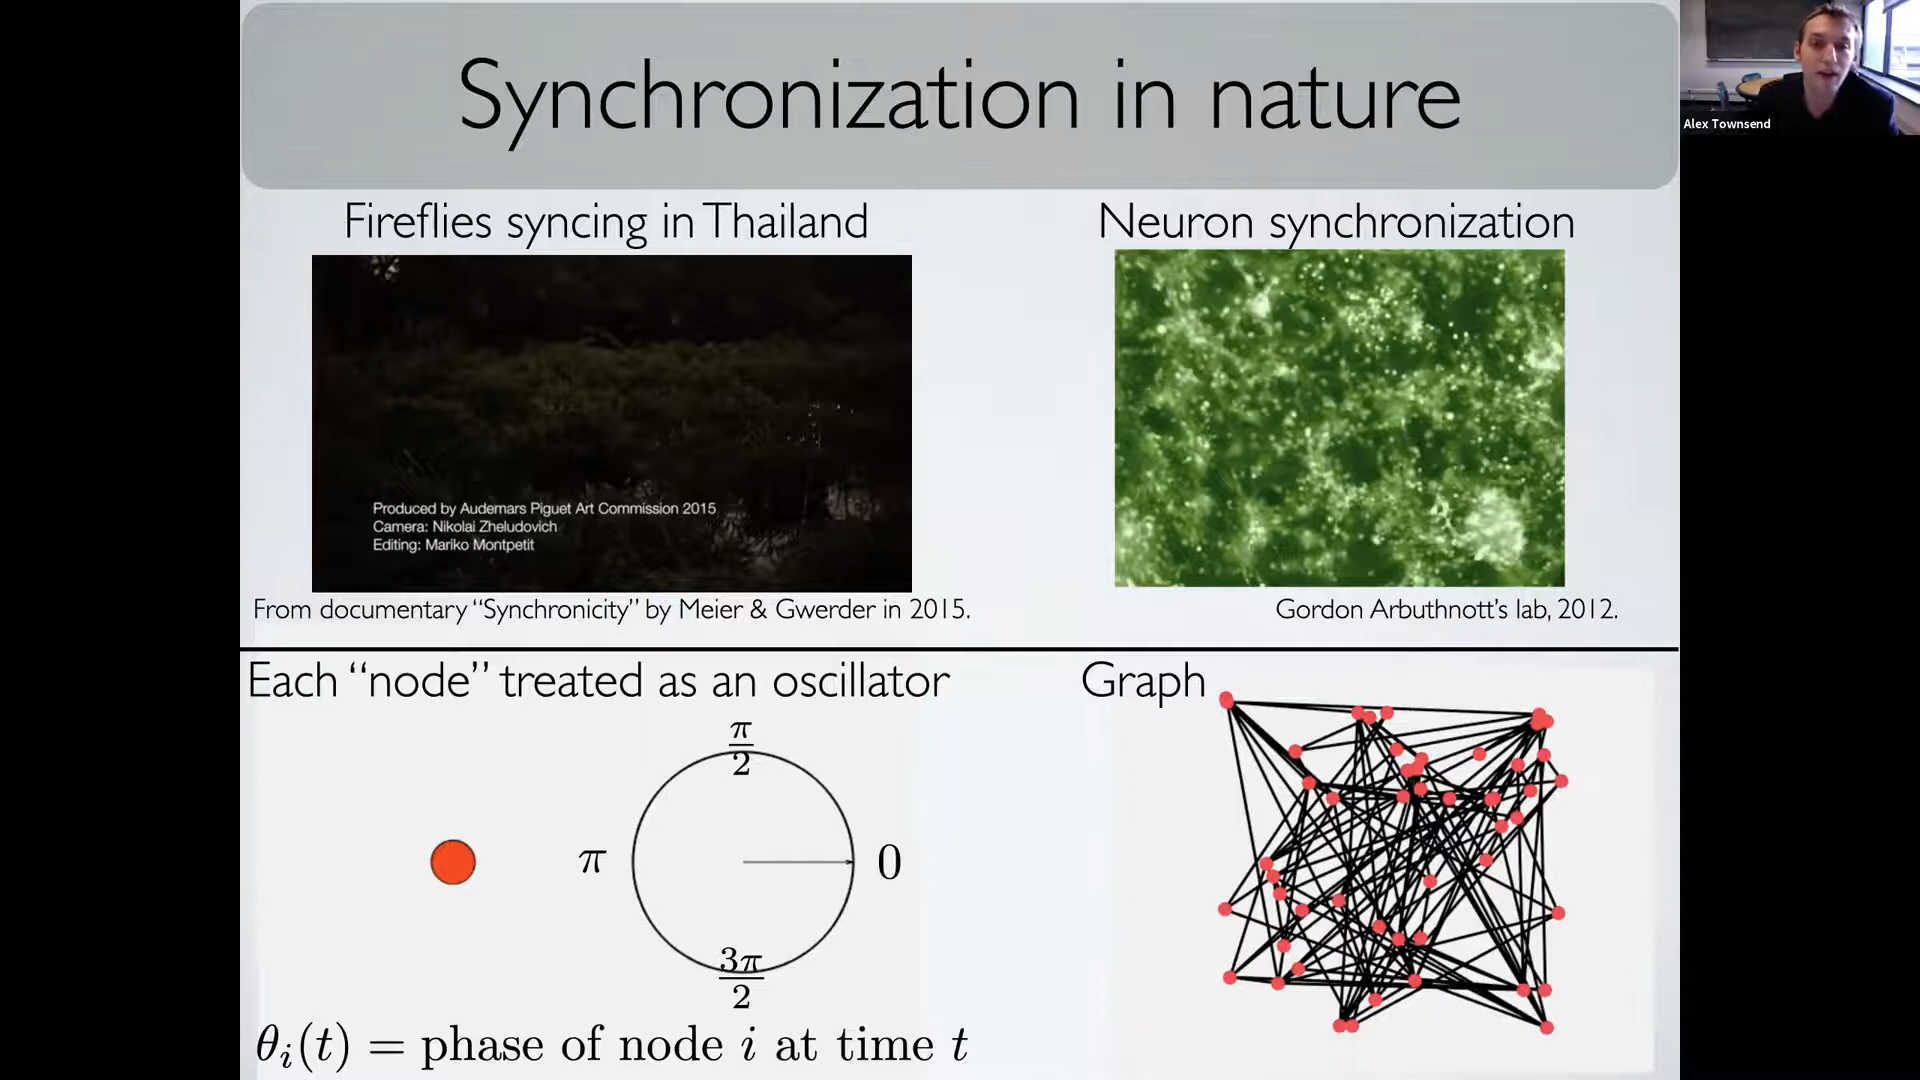 Synchronization in nature
Alex Townsend
Fireflies syncing in Thailand
Produced by Audemars Piguet Art Commission 2015
Camera: Nikolai Zheludovich
Editing: Mariko Montpetit
From documentary “Synchronicity” by Meier & Gwerder in 2015.
Neuron synchronization
Gordon Arbuthnott’s lab, 2012.
Each “node” treated as an oscillator
π/2
π
0
3π/2
θᵢ(t) = phase of node i at time t
Graph